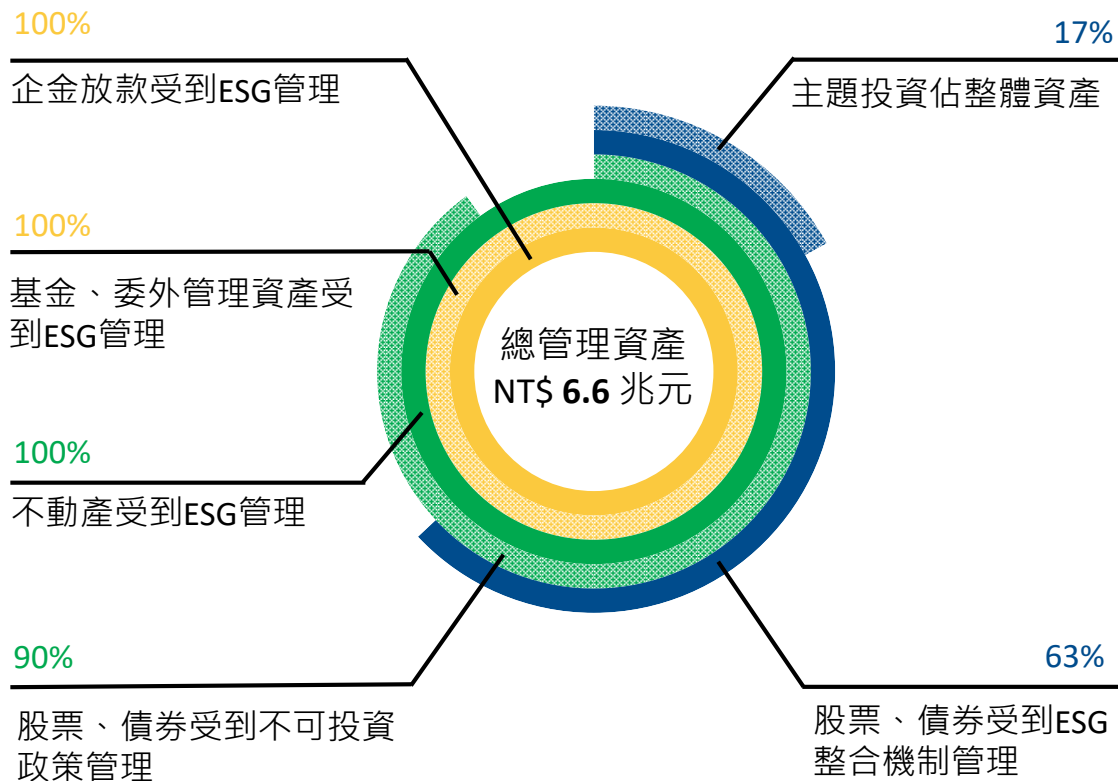 100%
企金放款受到ESG管理
17%
主題投資佔整體資產
100%
基金、委外管理資產受
到ESG管理
總管理資產
NT$ 6.6 兆元
100%
不動產受到ESG管理
90%
股票、債券受到不可投資
政策管理
63%
股票、債券受到ESG
整合機制管理